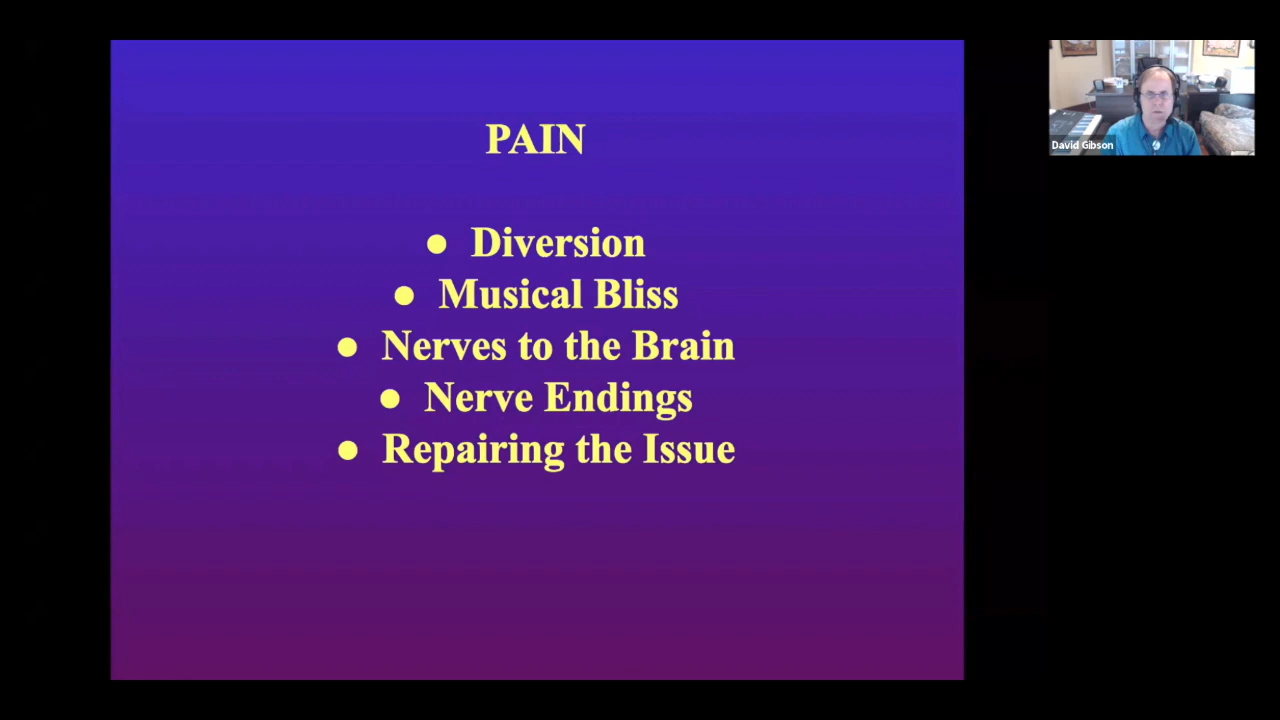 PAIN
● Diversion
● Musical Bliss
● Nerves to the Brain
● Nerve Endings
● Repairing the Issue
David Gibson